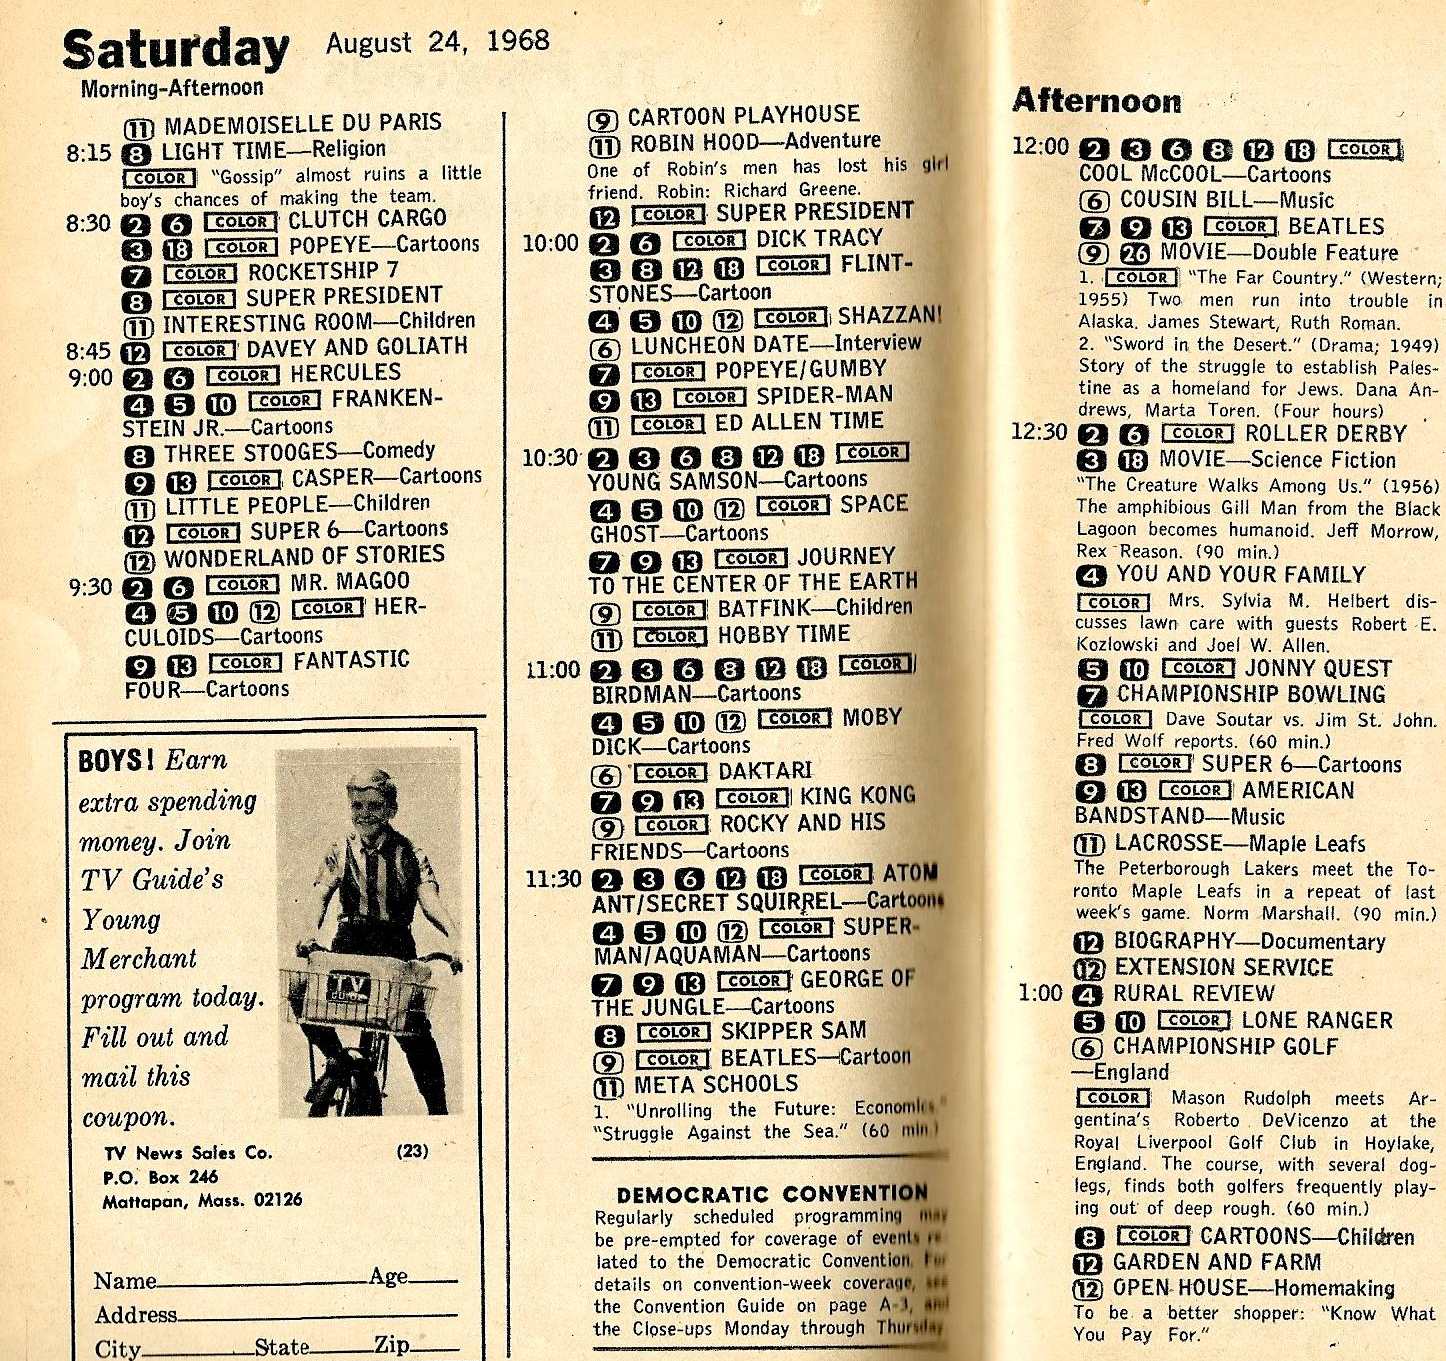 Saturday August 24, 1968
Morning-Afternoon
11 MADEMOISELLE DU PARIS
8:15 8 LIGHT TIME—Religion
COLOR "Gossip" almost ruins a little
boy's chances of making the team.
8:30 2 6 COLOR CLUTCH CARGO
3 18 COLOR POPEYE—Cartoons
7 COLOR ROCKETSHIP 7
8 COLOR SUPER PRESIDENT
11 INTERESTING ROOM—Children
8:45 12 COLOR DAVEY AND GOLIATH
9:00 2 6 COLOR HERCULES
4 5 10 COLOR FRANKEN-
STEIN JR.—Cartoons
8 THREE STOOGES—Comedy
9 13 COLOR CASPER—Cartoons
11 LITTLE PEOPLE—Children
12 COLOR SUPER 6—Cartoons
12 WONDERLAND OF STORIES
9:30 2 6 COLOR MR. MAGOO
4 5 10 12 COLOR HER-
CULOIDS—Cartoons
9 13 COLOR FANTASTIC
FOUR—Cartoons
BOYS! Earn
extra spending
money. Join
TV Guide's
Young
Merchant
program today.
Fill out and
mail this
coupon.
TV GUIDE
TV News Sales Co. (23)
P.O. Box 246
Mattapan, Mass. 02126
Name Age
Address
City State Zip
9 CARTOON PLAYHOUSE
11 ROBIN HOOD—Adventure
One of Robin's men has lost his girl
friend. Robin: Richard Greene.
12 COLOR SUPER PRESIDENT
10:00 2 6 COLOR DICK TRACY
3 8 12 18 COLOR FLINT-
STONES—Cartoon
4 5 10 12 COLOR SHAZZAN!
6 LUNCHEON DATE—Interview
7 COLOR POPEYE/GUMBY
9 13 COLOR SPIDER-MAN
11 COLOR ED ALLEN TIME
10:30 2 3 6 8 12 18 COLOR
YOUNG SAMSON—Cartoons
4 5 10 12 COLOR SPACE
GHOST—Cartoons
7 9 13 COLOR JOURNEY
TO THE CENTER OF THE EARTH
9 COLOR BATFINK—Children
11 COLOR HOBBY TIME
11:00 2 3 6 8 12 18 COLOR
BIRDMAN—Cartoons
4 5 10 12 COLOR MOBY
DICK—Cartoons
6 COLOR DAKTARI
7 9 13 COLOR KING KONG
9 COLOR ROCKY AND HIS
FRIENDS—Cartoons
11:30 2 3 6 12 18 COLOR ATOM
ANT/SECRET SQUIRREL—Cartoons
4 5 10 12 COLOR SUPER-
MAN/AQUAMAN—Cartoons
7 9 13 COLOR GEORGE OF
THE JUNGLE—Cartoons
8 COLOR SKIPPER SAM
9 COLOR BEATLES—Cartoon
11 META SCHOOLS
1. "Unrolling the Future: Economics."
"Struggle Against the Sea." (60 min.)
DEMOCRATIC CONVENTION
Regularly scheduled programming may
be pre-empted for coverage of events re-
lated to the Democratic Convention. For
details on convention-week coverage, see
the Convention Guide on page A-3, and
the Close-ups Monday through Thursday.
Afternoon
12:00 2 3 6 8 12 18 COLOR
COOL McCOOL—Cartoons
6 COUSIN BILL—Music
7 9 13 COLOR BEATLES
9 26 MOVIE—Double Feature
1. COLOR "The Far Country." (Western;
1955) Two men run into trouble in
Alaska. James Stewart, Ruth Roman.
2. "Sword in the Desert." (Drama; 1949)
Story of the struggle to establish Pales-
tine as a homeland for Jews. Dana An-
drews, Marta Toren. (Four hours)
12:30 2 6 COLOR ROLLER DERBY
3 18 MOVIE—Science Fiction
"The Creature Walks Among Us." (1956)
The amphibious Gill Man from the Black
Lagoon becomes humanoid. Jeff Morrow,
Rex Reason. (90 min.)
4 YOU AND YOUR FAMILY
COLOR Mrs. Sylvia M. Helbert dis-
cusses lawn care with guests Robert E.
Kozlowski and Joel W. Allen.
5 10 COLOR JONNY QUEST
7 CHAMPIONSHIP BOWLING
COLOR Dave Soutar vs. Jim St. John.
Fred Wolf reports. (60 min.)
8 COLOR SUPER 6—Cartoons
9 13 COLOR AMERICAN
BANDSTAND—Music
11 LACROSSE—Maple Leafs
The Peterborough Lakers meet the To-
ronto Maple Leafs in a repeat of last
week's game. Norm Marshall. (90 min.)
12 BIOGRAPHY—Documentary
12 EXTENSION SERVICE
1:00 4 RURAL REVIEW
5 10 COLOR LONE RANGER
6 CHAMPIONSHIP GOLF
—England
COLOR Mason Rudolph meets Ar-
gentina's Roberto DeVicenzo at the
Royal Liverpool Golf Club in Hoylake,
England. The course, with several dog-
legs, finds both golfers frequently play-
ing out of deep rough. (60 min.)
8 COLOR CARTOONS—Children
12 GARDEN AND FARM
12 OPEN HOUSE—Homemaking
To be a better shopper: "Know What
You Pay For."